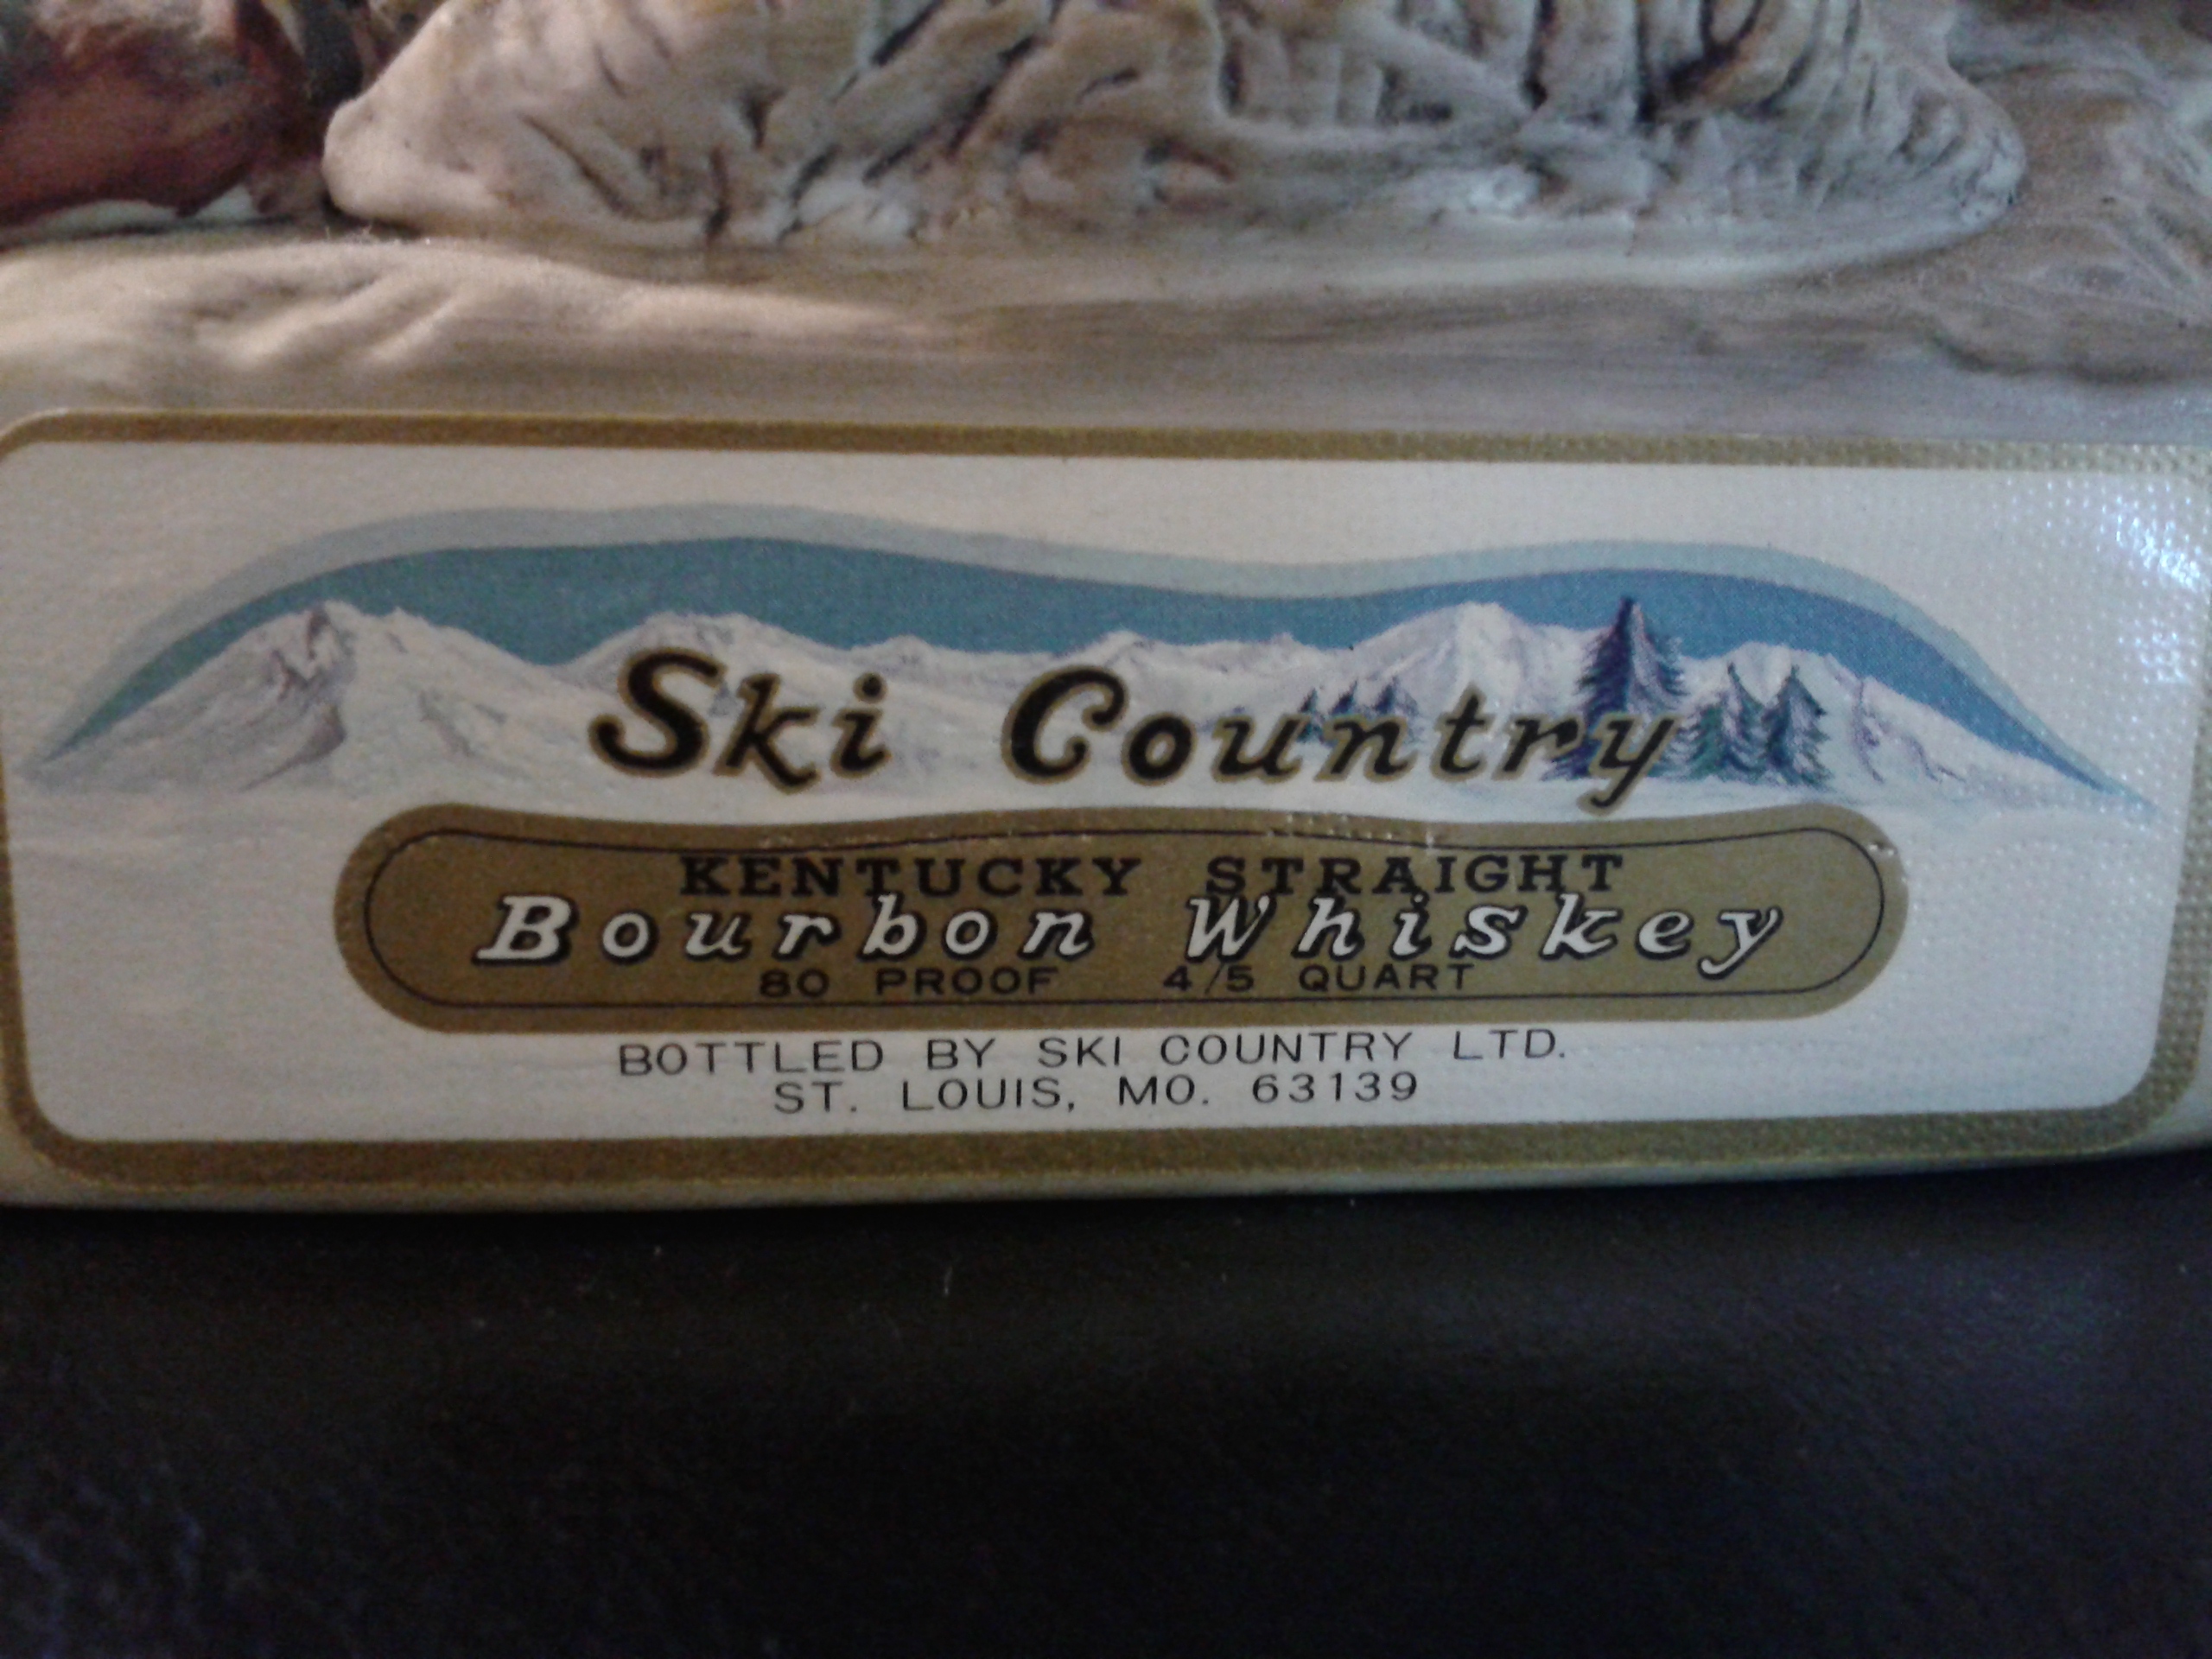 Ski Country
KENTUCKY STRAIGHT
Bourbon Whiskey
80 PROOF 4/5 QUART
BOTTLED BY SKI COUNTRY LTD.
ST. LOUIS, MO. 63139